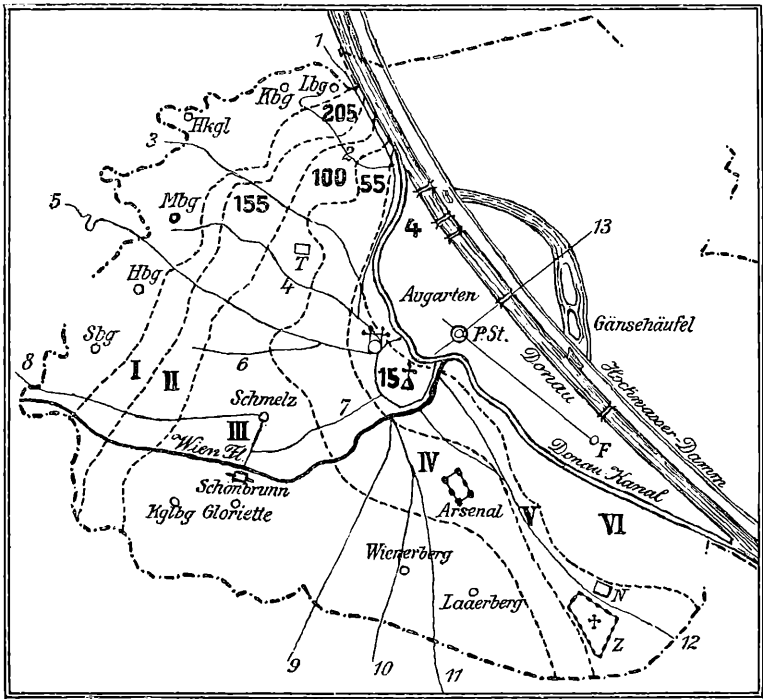 1
Kbg
Lbg
205
Hkgl
3
2
100
55
155
5
Mbg
4
13
T
4
Augarten
Hbg
P.St.
Gänsehäufel
Sbg
I
II
6
15
Donau
Hochwasser-Damm
8
Schmelz
7
III
Wien Fl.
F
Donau Kanal
IV
Schönbrunn
Arsenal
V
VI
Kglbg
Gloriette
Wienerberg
Laaerberg
N
Z
12
9
10
11